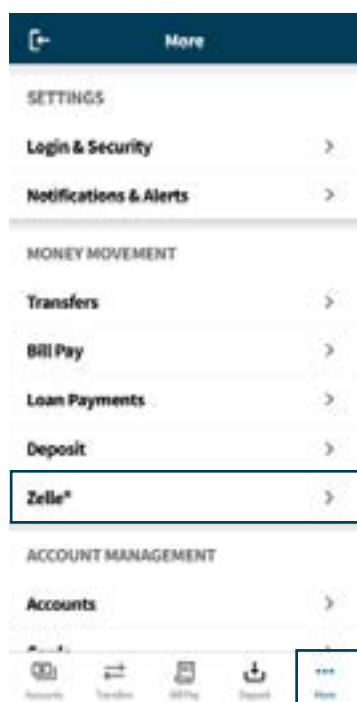 More
SETTINGS
Login & Security
Notifications & Alerts
MONEY MOVEMENT
Transfers
Bill Pay
Loan Payments
Deposit
Zelle®
ACCOUNT MANAGEMENT
Accounts
Accounts Transfers Bill Pay Deposit More